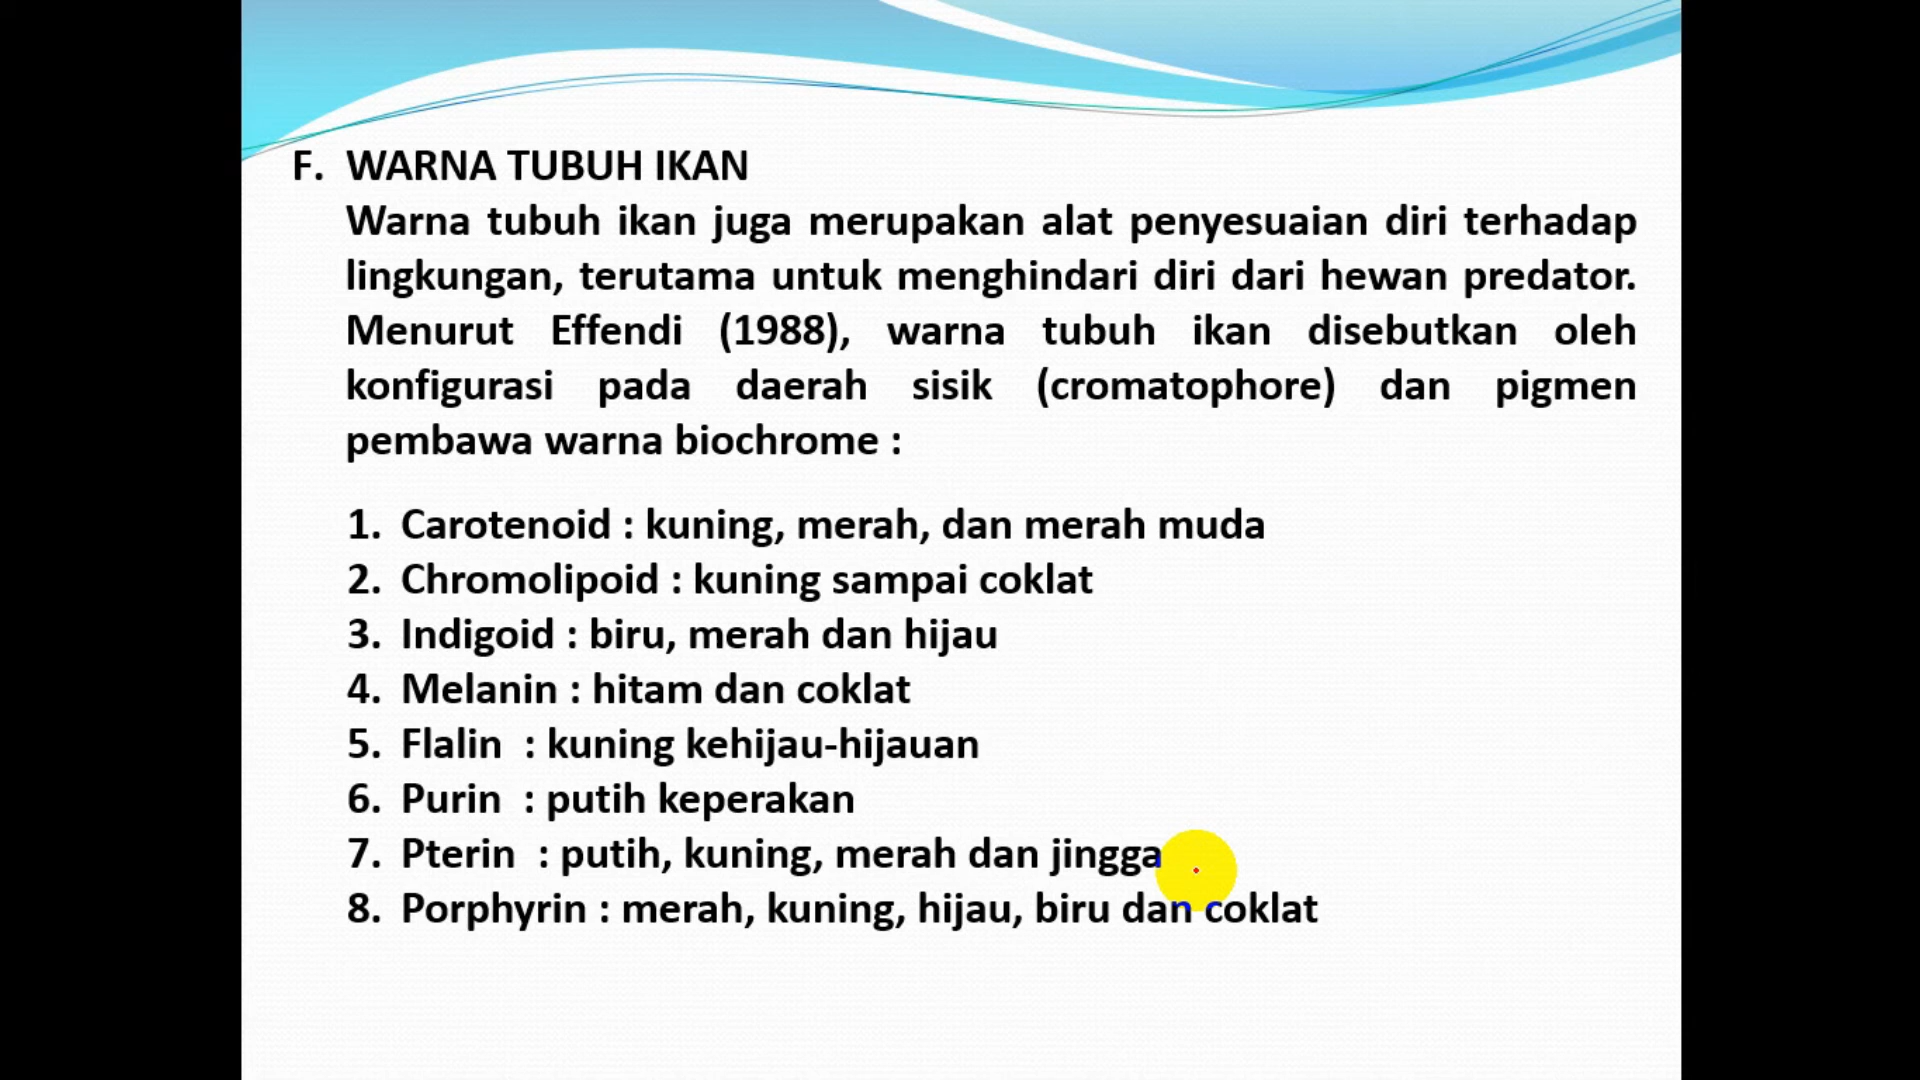 F. WARNA TUBUH IKAN
Warna tubuh ikan juga merupakan alat penyesuaian diri terhadap
lingkungan, terutama untuk menghindari diri dari hewan predator.
Menurut Effendi (1988), warna tubuh ikan disebutkan oleh
konfigurasi pada daerah sisik (cromatophore) dan pigmen
pembawa warna biochrome :
1. Carotenoid : kuning, merah, dan merah muda
2. Chromolipoid : kuning sampai coklat
3. Indigoid : biru, merah dan hijau
4. Melanin : hitam dan coklat
5. Flalin : kuning kehijau-hijauan
6. Purin : putih keperakan
7. Pterin : putih, kuning, merah dan jingga
8. Porphyrin : merah, kuning, hijau, biru dan coklat